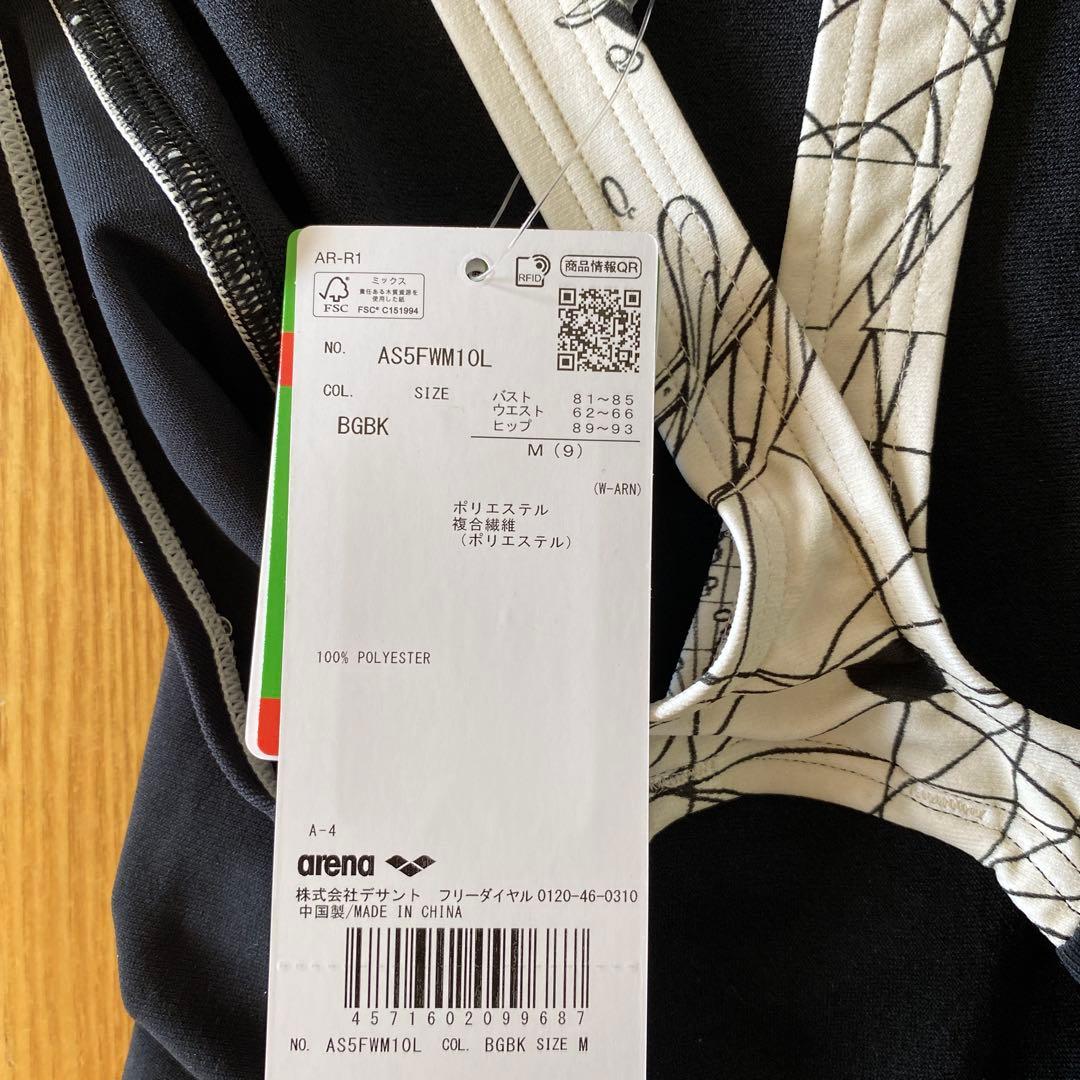 AR-R1
RFID
商品情報QR
ミックス
責任ある木質資源を
使用した紙
FSC
FSC® C151994
NO. AS5FWM10L
COL. SIZE
BGBK
バスト 81〜85
ウエスト 62〜66
ヒップ 89〜93
M(9)
(W-ARN)
ポリエステル
複合繊維
(ポリエステル)
100% POLYESTER
A-4
arena
株式会社デサント フリーダイヤル 0120-46-0310
中国製/MADE IN CHINA
4571602099687
NO. AS5FWM10L COL. BGBK SIZE M